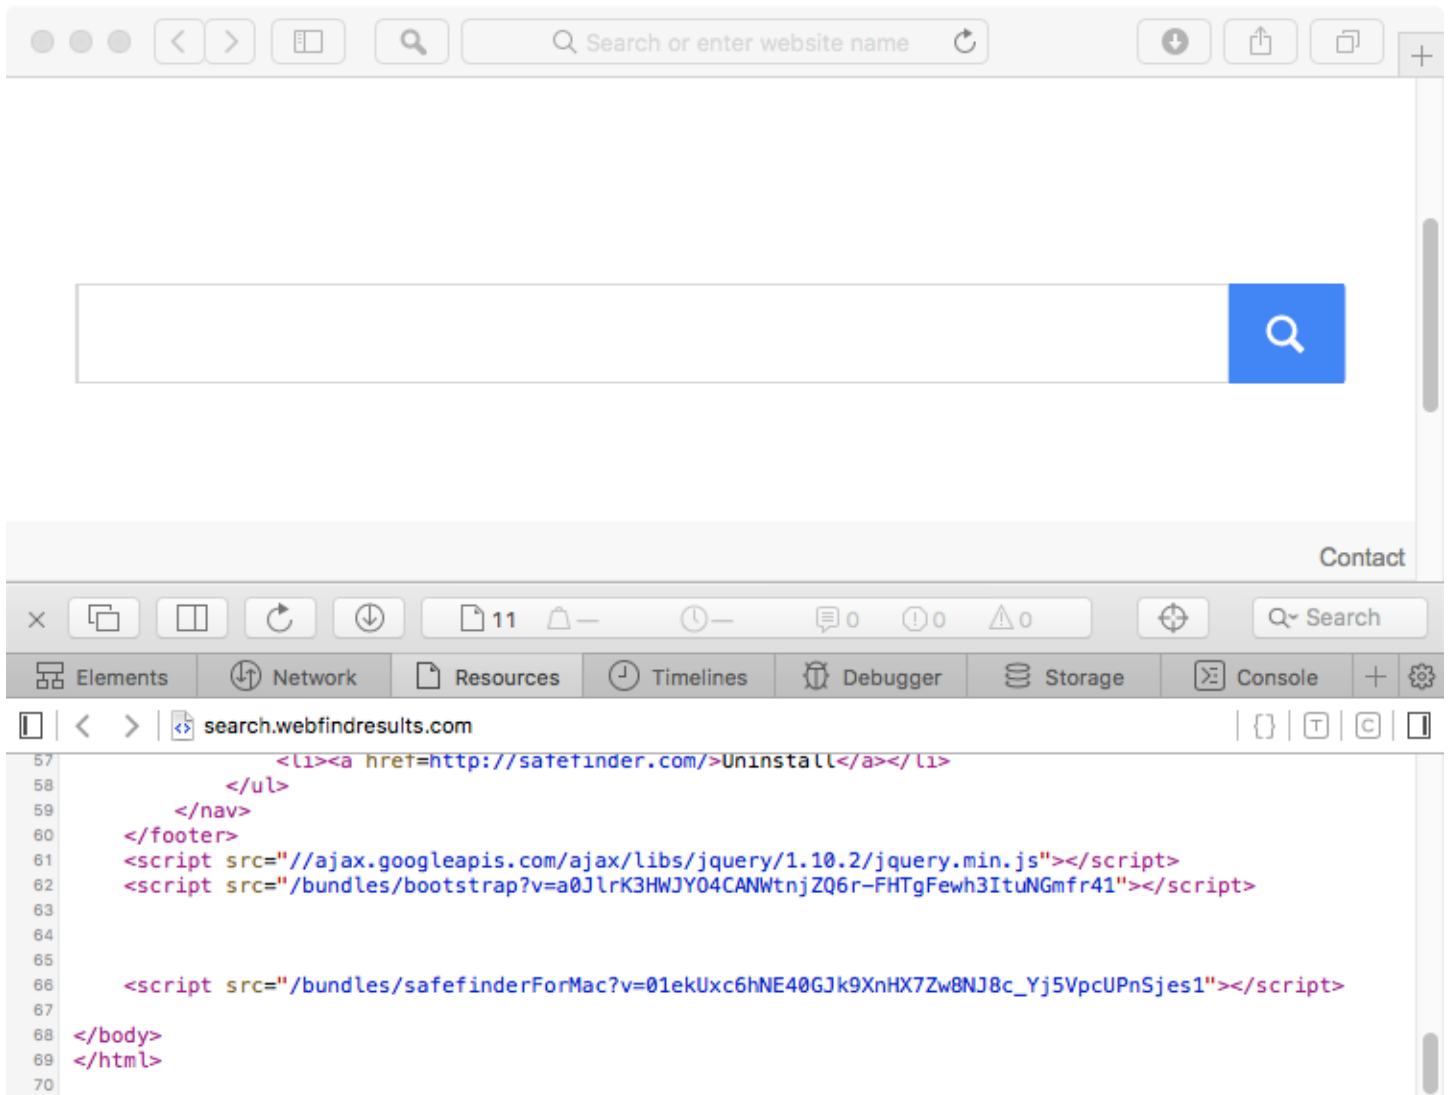 Search or enter website name
Contact
11 — — 0 0 0 Search
Elements Network Resources Timelines Debugger Storage Console
search.webfindresults.com {} T C
57 <li><a href=http://safefinder.com/>Uninstall</a></li>
58 </ul>
59 </nav>
60 </footer>
61 <script src="//ajax.googleapis.com/ajax/libs/jquery/1.10.2/jquery.min.js"></script>
62 <script src="/bundles/bootstrap?v=a0JlrK3HWJYO4CANWtnjZQ6r-FHTgFewh3ItuNGmfr41"></script>
63
64
65
66 <script src="/bundles/safefinderForMac?v=01ekUxc6hNE40GJk9XnHX7Zw8NJ8c_Yj5VpcUPnSjes1"></script>
67
68 </body>
69 </html>
70